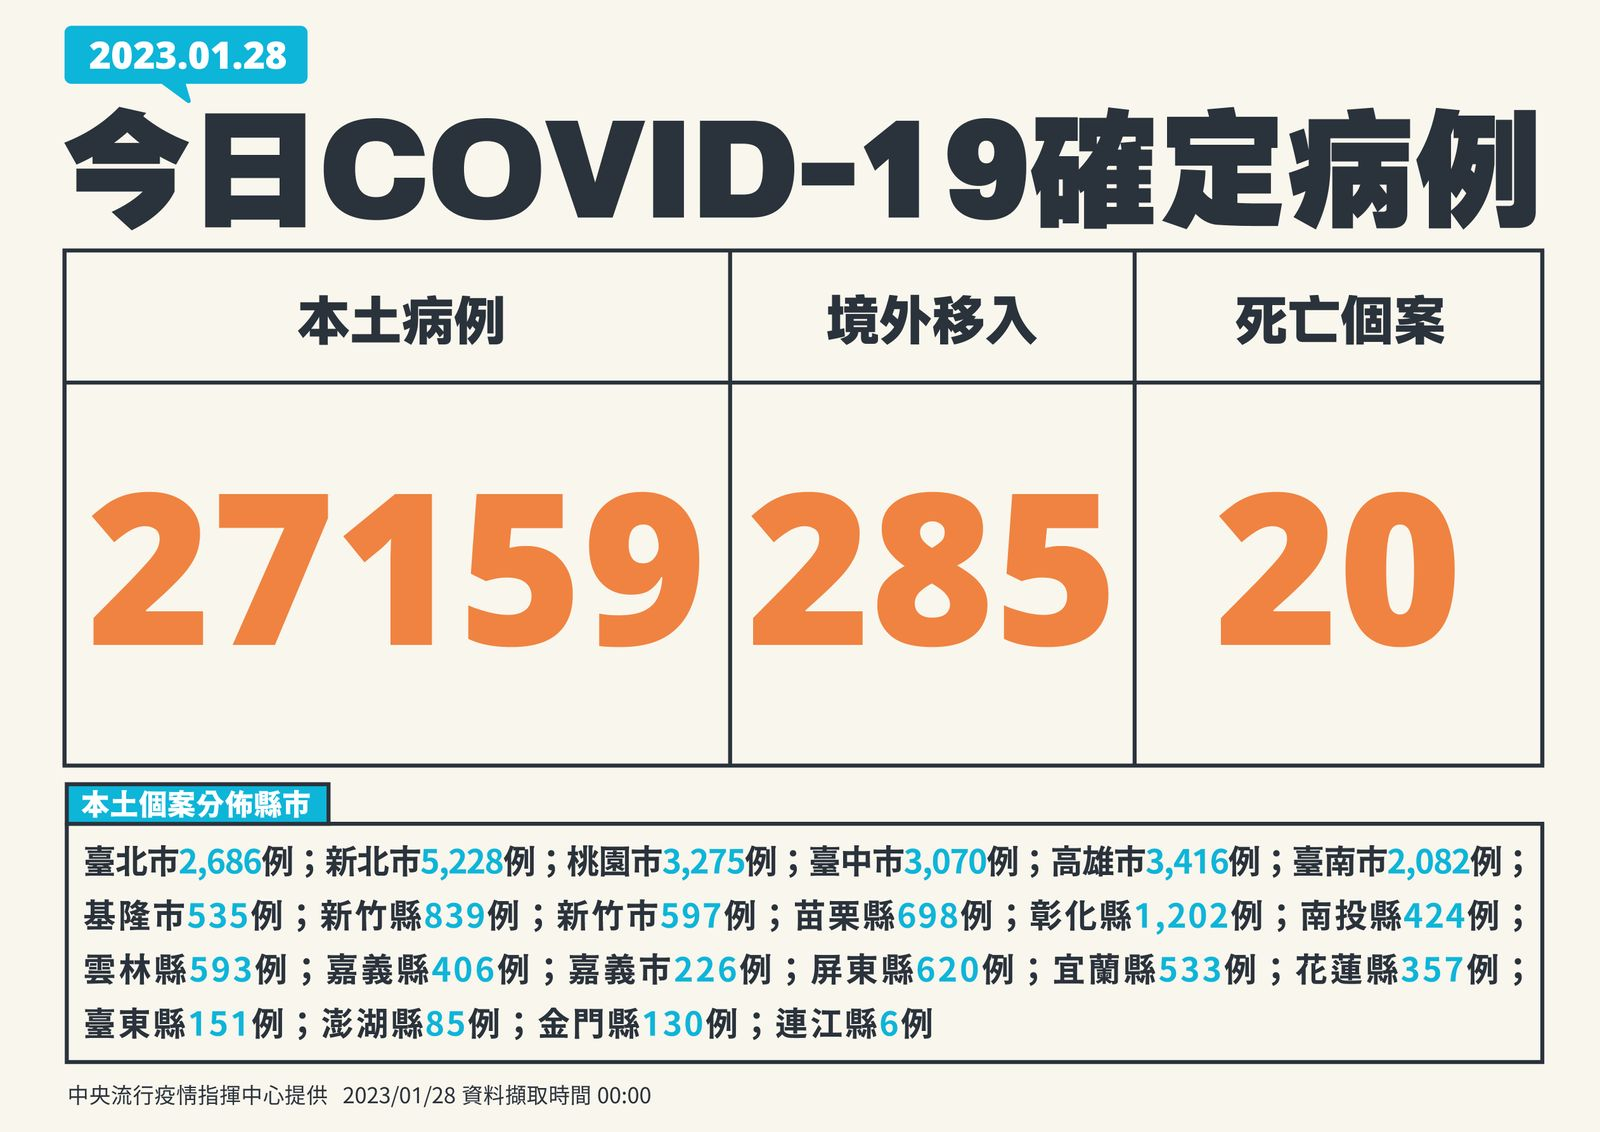 2023.01.28
今日COVID-19確定病例
本土病例 境外移入 死亡個案
27159 285 20
本土個案分佈縣市
臺北市2,686例；新北市5,228例；桃園市3,275例；臺中市3,070例；高雄市3,416例；臺南市2,082例；
基隆市535例；新竹縣839例；新竹市597例；苗栗縣698例；彰化縣1,202例；南投縣424例；
雲林縣593例；嘉義縣406例；嘉義市226例；屏東縣620例；宜蘭縣533例；花蓮縣357例；
臺東縣151例；澎湖縣85例；金門縣130例；連江縣6例
中央流行疫情指揮中心提供 2023/01/28 資料擷取時間 00:00